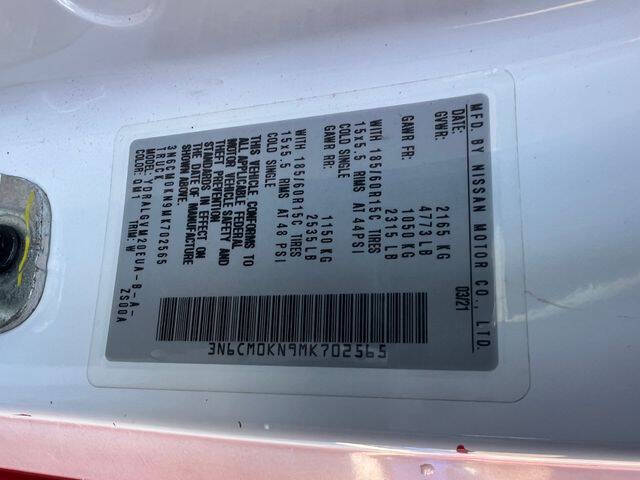 MFD. BY NISSAN MOTOR CO., LTD.
DATE: 03/21
GVWR: 2165 KG
4773 LB
GAWR FR: 1050 KG
2315 LB
WITH 185/60R15C TIRES
15x5.5 RIMS AT 44PSI
COLD SINGLE
GAWR RR: 1150 KG
2535 LB
WITH 185/60R15C TIRES
15x5.5 RIMS AT 48 PSI
COLD SINGLE
THIS VEHICLE CONFORMS TO
ALL APPLICABLE FEDERAL
MOTOR VEHICLE SAFETY AND
THEFT PREVENTION
STANDARDS IN EFFECT ON
THE DATE OF MANUFACTURE
SHOWN ABOVE.
3N6CM0KN9MK702565
TRUCK
MODEL: YDRALGVM20EUA-B-A-
ZS00A
COLOR: QM1 TRIM: W
3N6CM0KN9MK702565